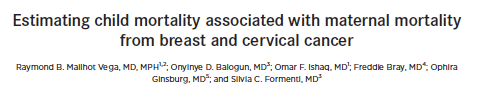 Estimating child mortality associated with maternal mortality
from breast and cervical cancer
Raymond B. Mailhot Vega, MD, MPH1,2; Onyinye D. Balogun, MD3; Omar F. Ishaq, MD1; Freddie Bray, MD4; Ophira
Ginsburg, MD5; and Silvia C. Formenti, MD3